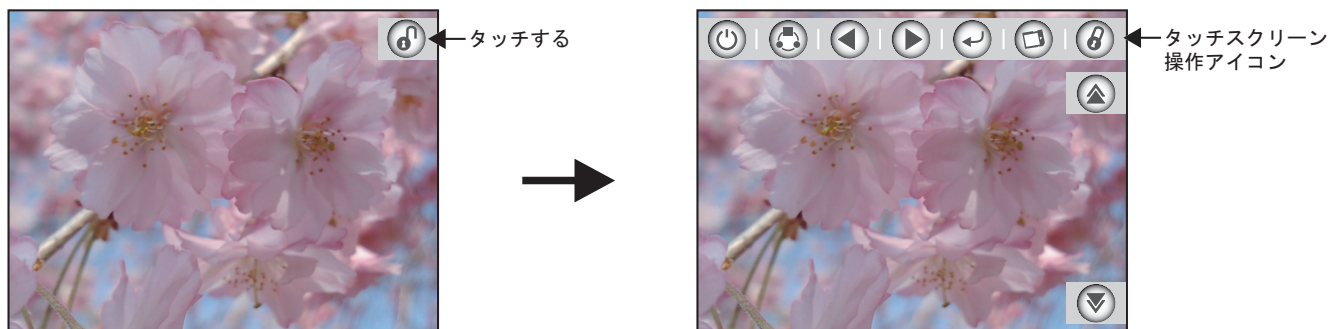 タッチする
タッチスクリーン
操作アイコン